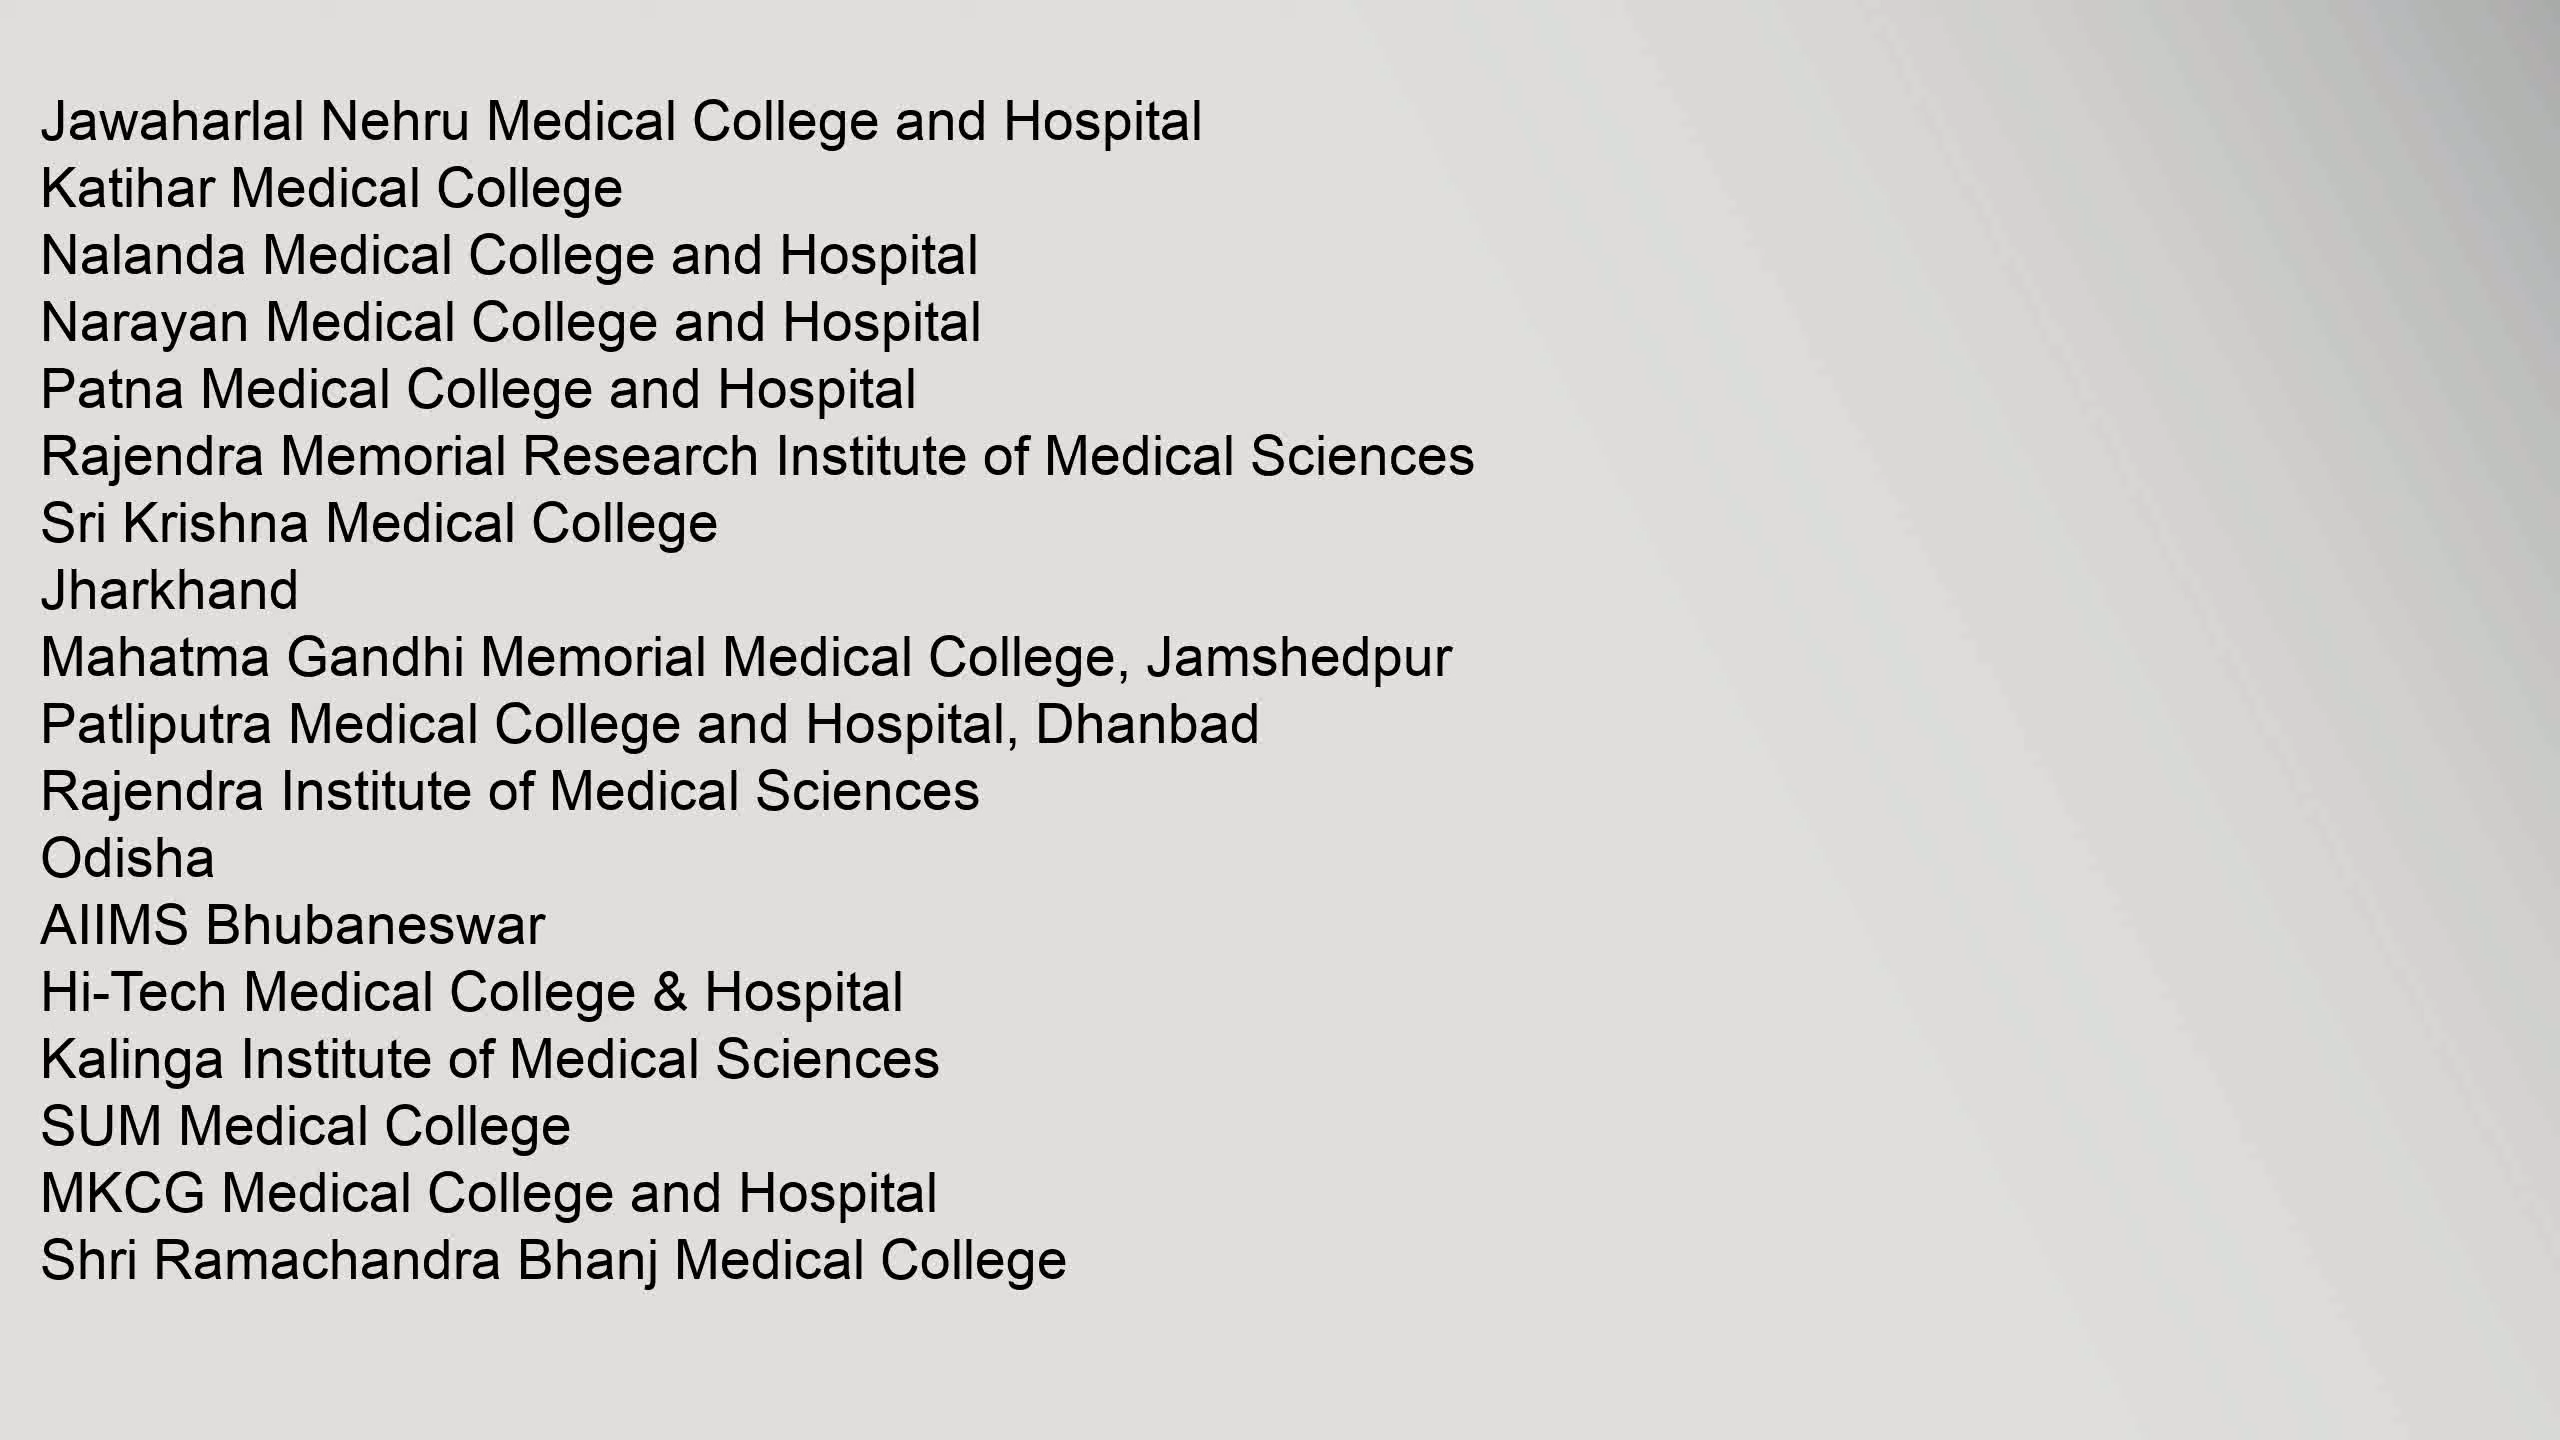 Jawaharlal Nehru Medical College and Hospital
Katihar Medical College
Nalanda Medical College and Hospital
Narayan Medical College and Hospital
Patna Medical College and Hospital
Rajendra Memorial Research Institute of Medical Sciences
Sri Krishna Medical College
Jharkhand
Mahatma Gandhi Memorial Medical College, Jamshedpur
Patliputra Medical College and Hospital, Dhanbad
Rajendra Institute of Medical Sciences
Odisha
AIIMS Bhubaneswar
Hi-Tech Medical College & Hospital
Kalinga Institute of Medical Sciences
SUM Medical College
MKCG Medical College and Hospital
Shri Ramachandra Bhanj Medical College